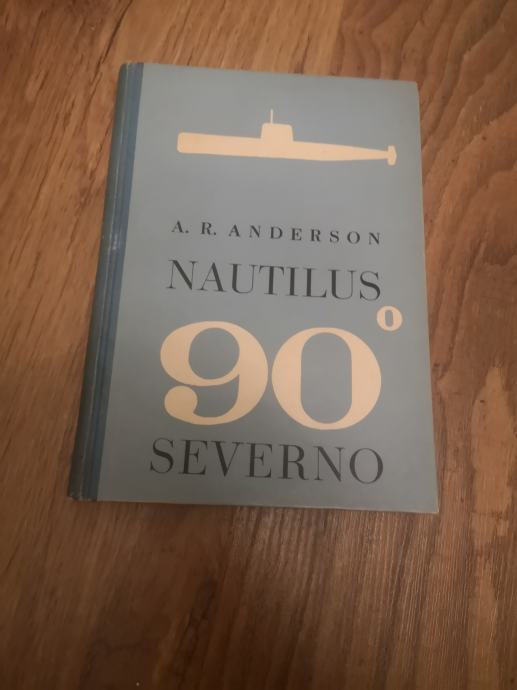 A. R. ANDERSON
NAUTILUS
90°
SEVERNO